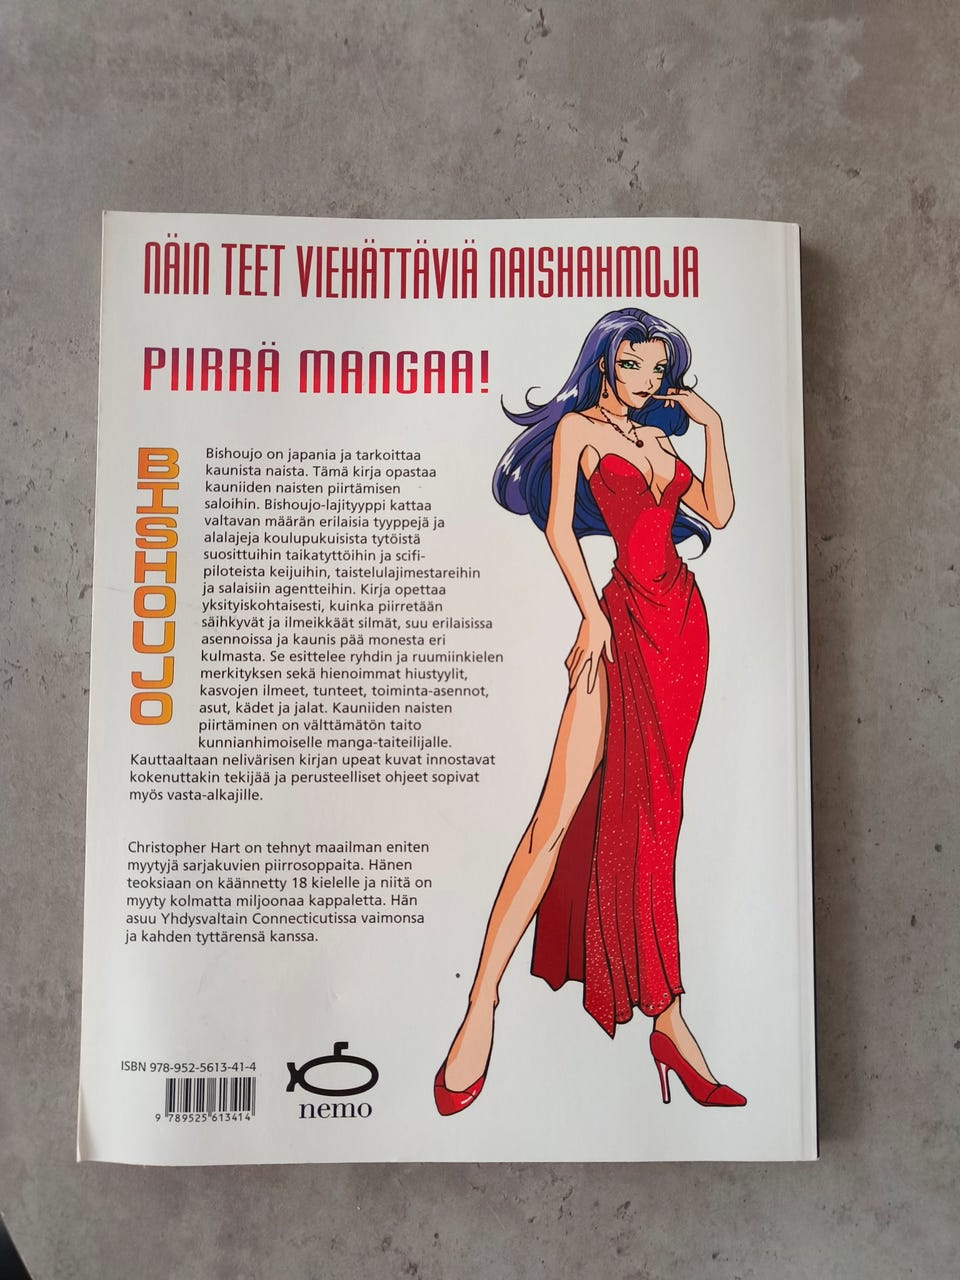 NÄIN TEET VIEHÄTTÄVIÄ NAISHAHMOJA
PIIRRÄ MANGAA!
BISHOUJO
Bishoujo on japania ja tarkoittaa
kaunista naista. Tämä kirja opastaa
kauniiden naisten piirtämisen
saloihin. Bishoujo-lajityyppi kattaa
valtavan määrän erilaisia tyyppejä ja
alalajeja koulupukuisista tytöistä
suosittuihin taikatyttöihin ja scifi-
piloteista keijuihin, taistelulajimestareihin
ja salaisiin agentteihin. Kirja opettaa
yksityiskohtaisesti, kuinka piirretään
säihkyvät ja ilmeikkäät silmät, suu erilaisissa
asennoissa ja kaunis pää monesta eri
kulmasta. Se esittelee ryhdin ja ruumiinkielen
merkityksen sekä hienoimmat hiustyylit,
kasvojen ilmeet, tunteet, toiminta-asennot,
asut, kädet ja jalat. Kauniiden naisten
piirtäminen on välttämätön taito
kunnianhimoiselle manga-taiteilijalle.
Kauttaaltaan nelivärisen kirjan upeat kuvat innostavat
kokenuttakin tekijää ja perusteelliset ohjeet sopivat
myös vasta-alkajille.
Christopher Hart on tehnyt maailman eniten
myytyjä sarjakuvien piirrosoppaita. Hänen
teoksiaan on käännetty 18 kielelle ja niitä on
myyty kolmatta miljoonaa kappaletta. Hän
asuu Yhdysvaltain Connecticutissa vaimonsa
ja kahden tyttärensä kanssa.
ISBN 978-952-5613-41-4
9 789525 613414
nemo